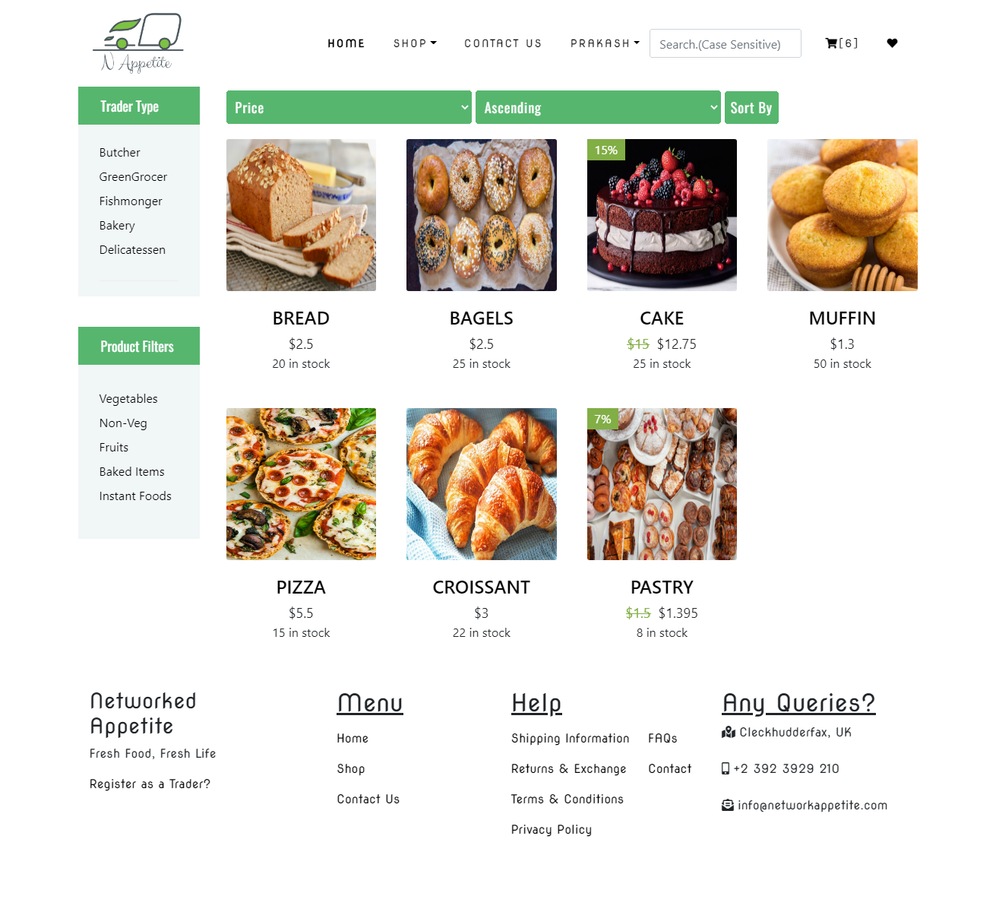 N Appetite
HOME SHOP CONTACT US PRAKASH Search.(Case Sensitive) [6]
Trader Type
Butcher
GreenGrocer
Fishmonger
Bakery
Delicatessen
Product Filters
Vegetables
Non-Veg
Fruits
Baked Items
Instant Foods
Price Ascending Sort By
15%
BREAD BAGELS CAKE MUFFIN
$2.5 $2.5 $15 $12.75 $1.3
20 in stock 25 in stock 25 in stock 50 in stock
7%
PIZZA CROISSANT PASTRY
$5.5 $3 $1.5 $1.395
15 in stock 22 in stock 8 in stock
Networked
Appetite
Fresh Food, Fresh Life
Register as a Trader?
Menu
Home
Shop
Contact Us
Help
Shipping Information FAQs
Returns & Exchange Contact
Terms & Conditions
Privacy Policy
Any Queries?
Cleckhudderfax, UK
+2 392 3929 210
info@networkappetite.com